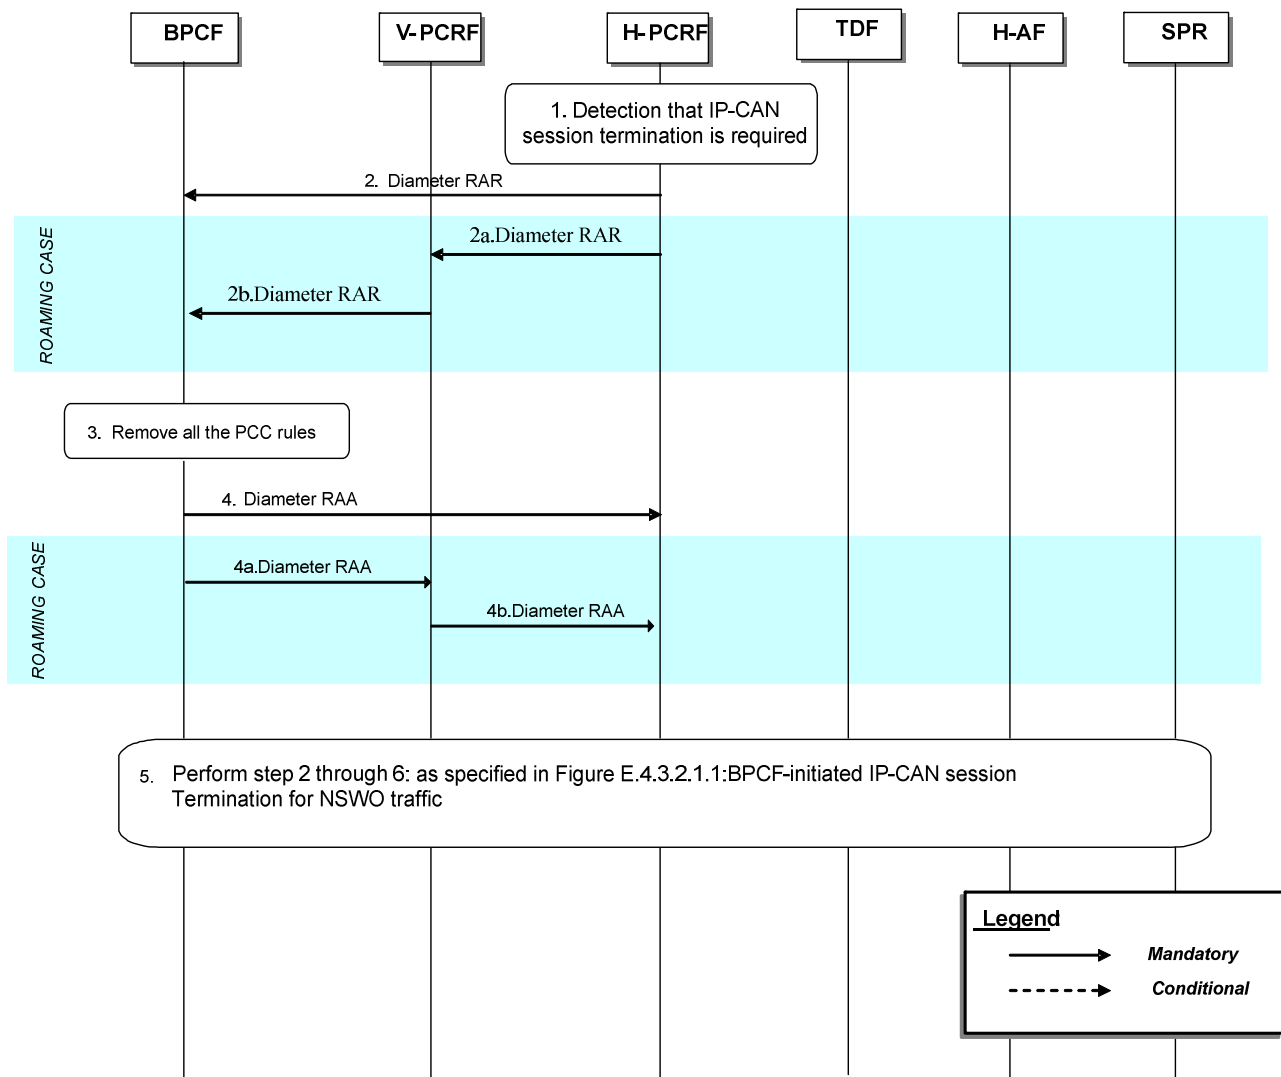 BPCF
V-PCRF
H-PCRF
TDF
H-AF
SPR
1. Detection that IP-CAN
session termination is required
2. Diameter RAR
ROAMING CASE
2a.Diameter RAR
2b.Diameter RAR
3. Remove all the PCC rules
4. Diameter RAA
ROAMING CASE
4a.Diameter RAA
4b.Diameter RAA
5. Perform step 2 through 6: as specified in Figure E.4.3.2.1.1:BPCF-initiated IP-CAN session
Termination for NSWO traffic
Legend
Mandatory
Conditional